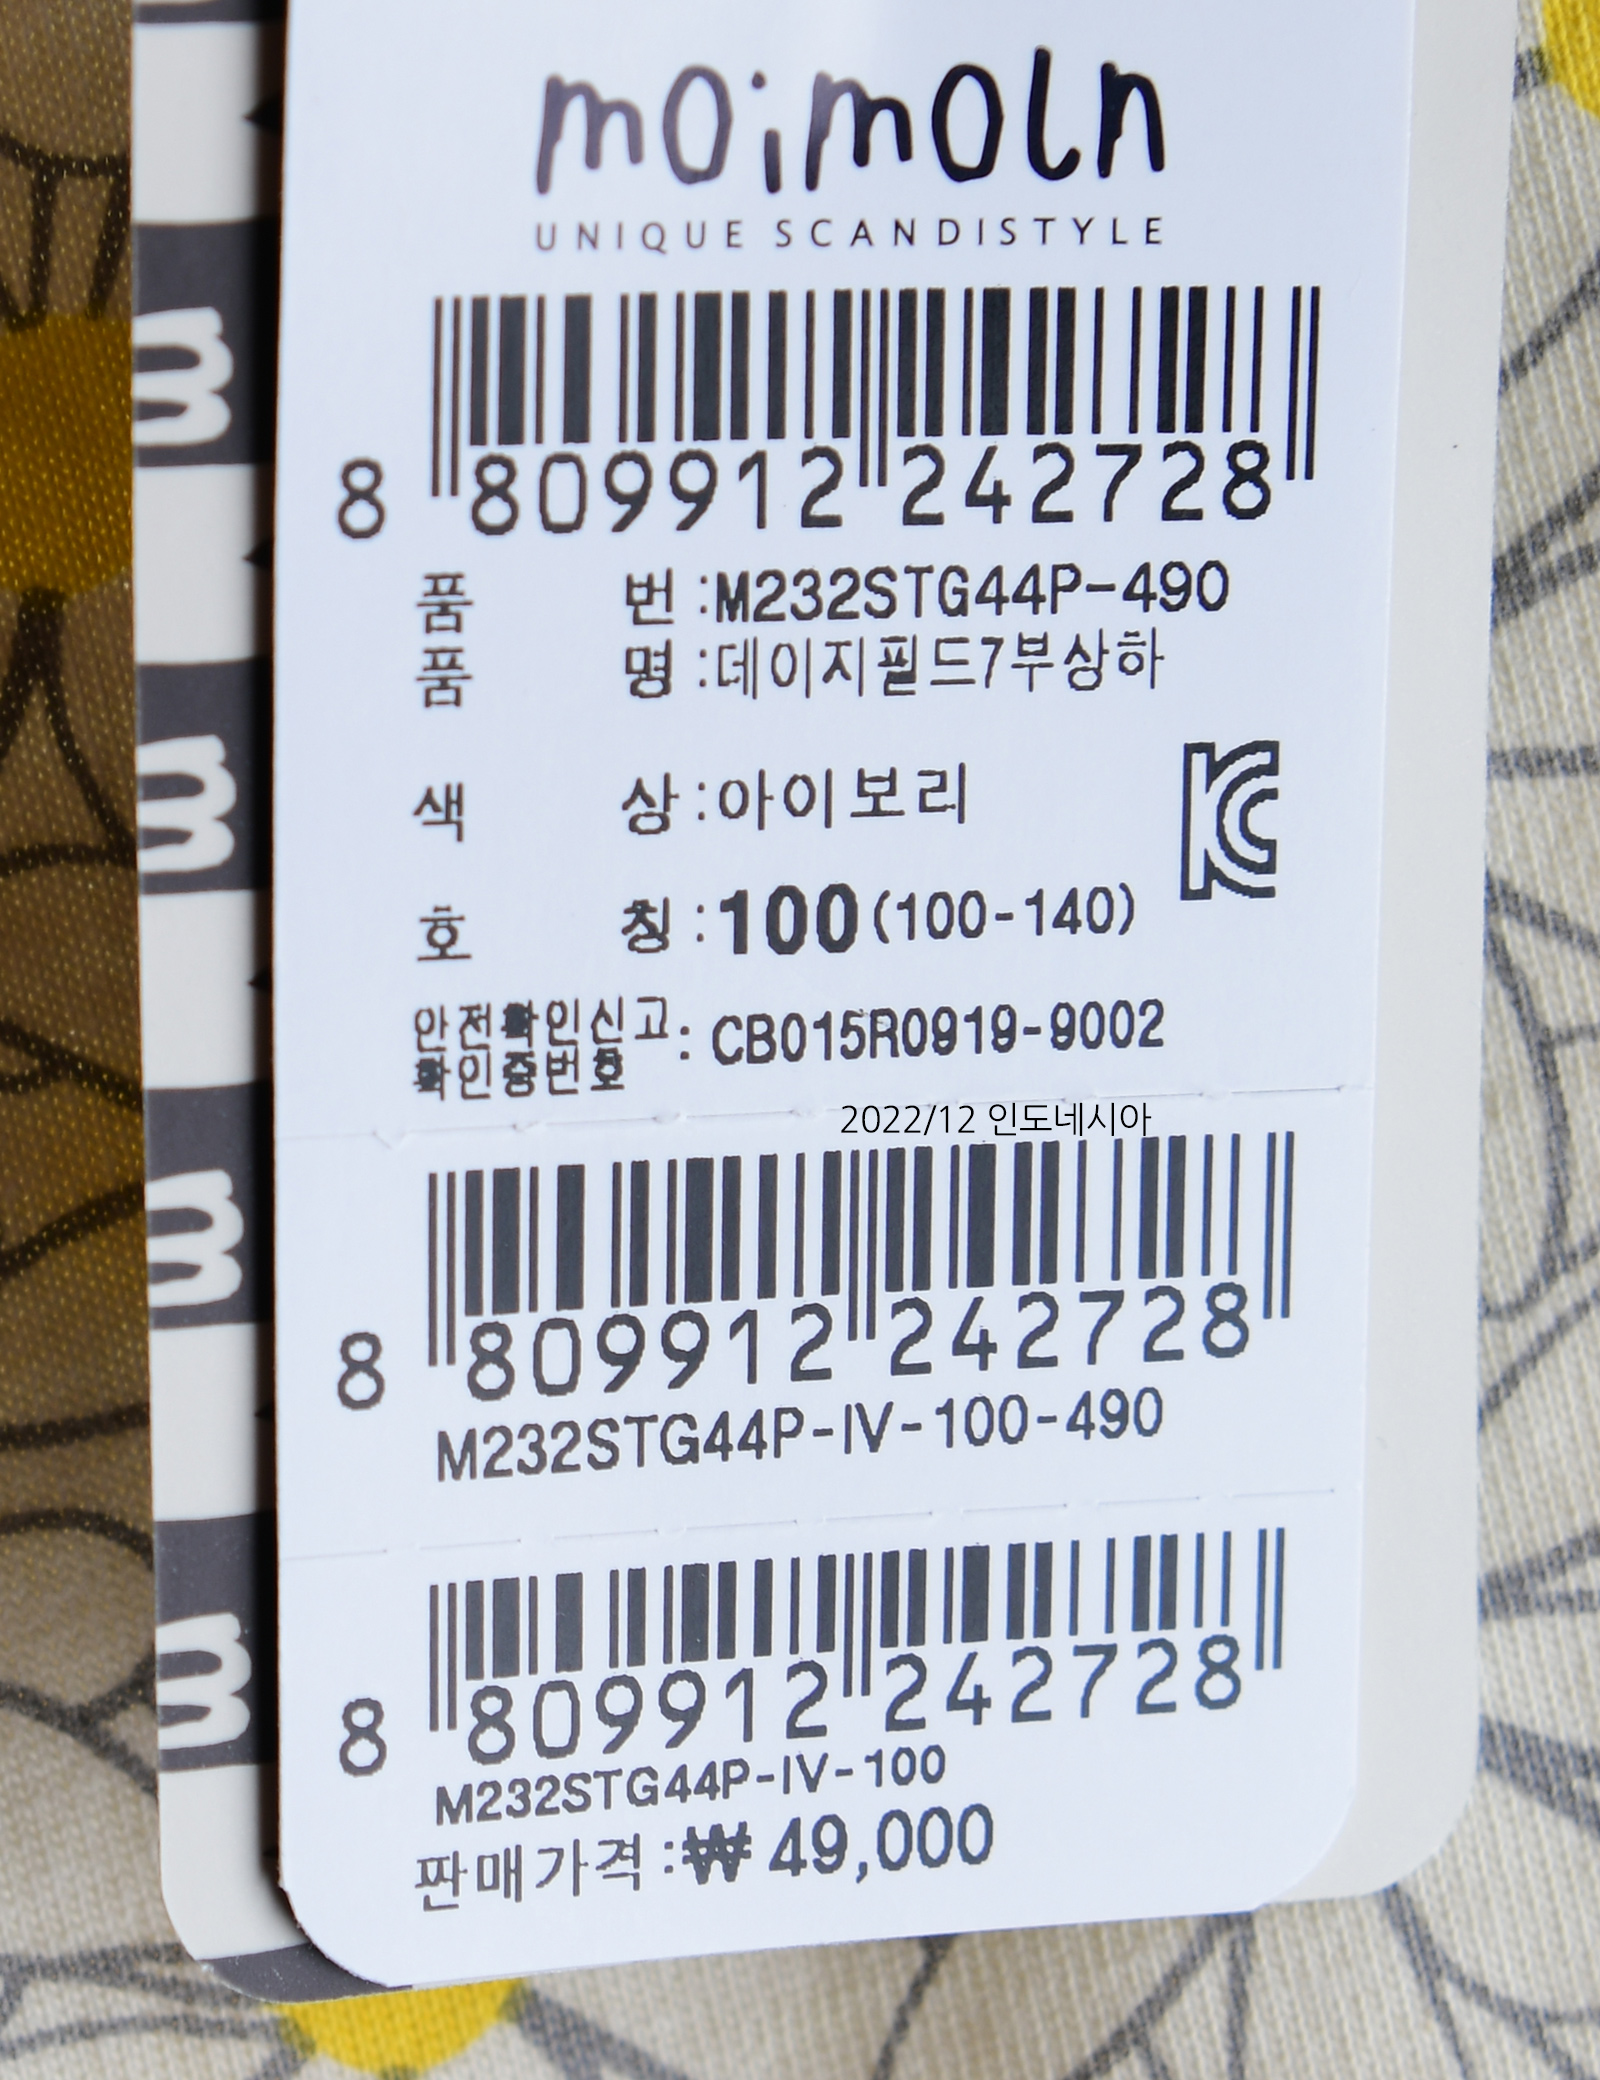 moimoln
UNIQUE SCANDISTYLE
8 809912 242728
품 번 :M232STG44P-490
품 명 :데이지필드7부상하
색 상 :아이보리
호 칭 :100(100-140)
안전확인신고
확인증번호 : CB015R0919-9002
2022/12 인도네시아
8 809912 242728
M232STG44P-IV-100-490
8 809912 242728
M232STG44P-IV-100
판매가격:₩ 49,000